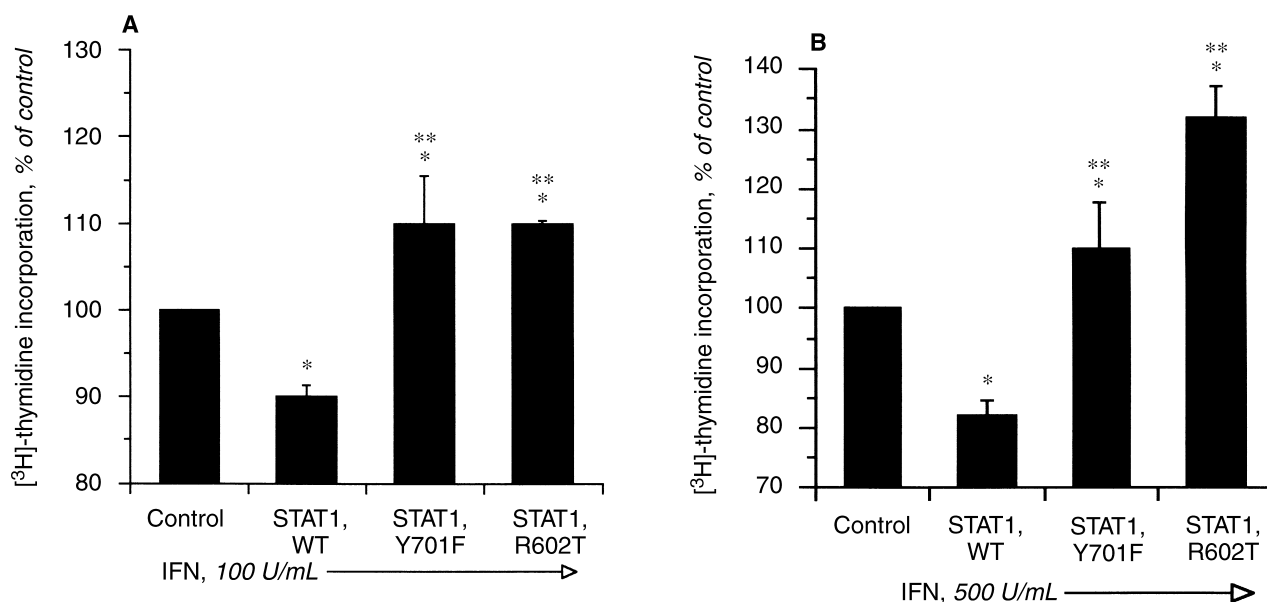 A
[³H]-thymidine incorporation, % of control
130
120
110
100
90
80
*
**
*
**
*
Control
STAT1, WT
STAT1, Y701F
STAT1, R602T
IFN, 100 U/mL
B
[³H]-thymidine incorporation, % of control
140
130
120
110
100
90
80
70
*
**
*
**
*
Control
STAT1, WT
STAT1, Y701F
STAT1, R602T
IFN, 500 U/mL